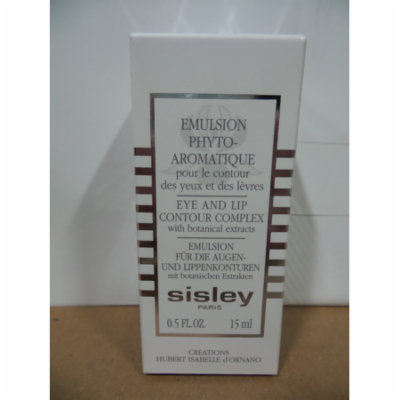 EMULSION
PHYTO-
AROMATIQUE
pour le contour
des yeux et des lèvres
EYE AND LIP
CONTOUR COMPLEX
with botanical extracts
EMULSION
FÜR DIE AUGEN-
UND LIPPENKONTUREN
mit botanischen Extrakten
sisley
PARIS
0.5 FL.OZ. 15 ml
CREATIONS
HUBERT ISABELLE d'ORNANO